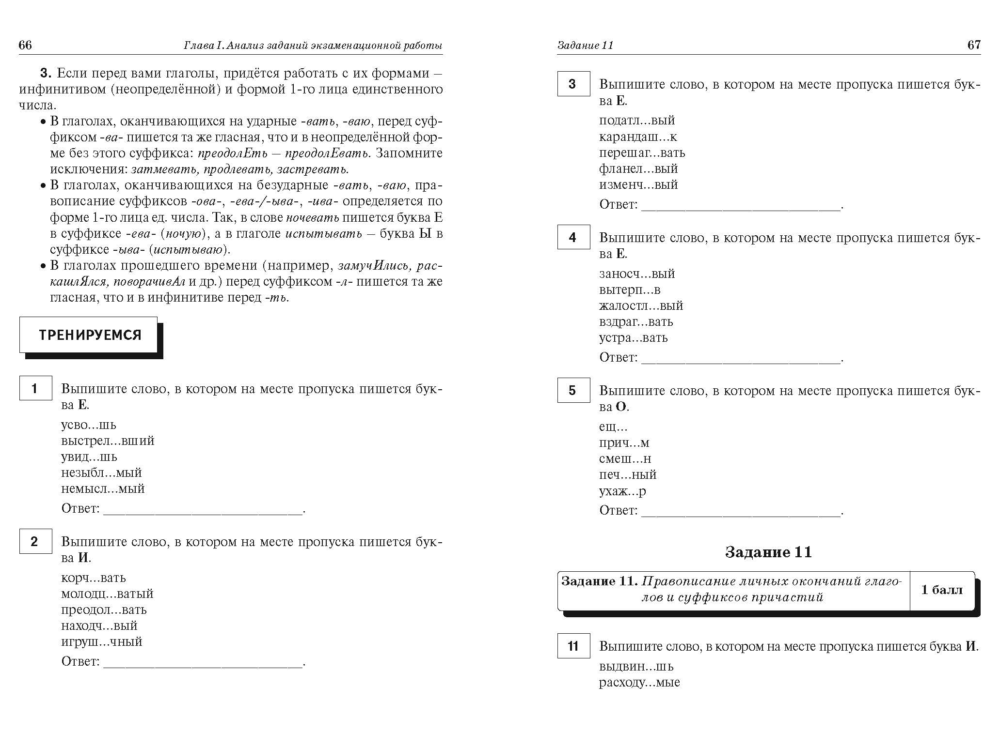 66 Глава I. Анализ заданий экзаменационной работы
3. Если перед вами глаголы, придётся работать с их формами –
инфинитивом (неопределённой) и формой 1-го лица единственного
числа.
• В глаголах, оканчивающихся на ударные -вать, -ваю, перед суф-
фиксом -ва- пишется та же гласная, что и в неопределённой фор-
ме без этого суффикса: преодолЕть – преодолЕвать. Запомните
исключения: затмевать, продлевать, застревать.
• В глаголах, оканчивающихся на безударные -вать, -ваю, пра-
вописание суффиксов -ова-, -ева-/-ыва-, -ива- определяется по
форме 1-го лица ед. числа. Так, в слове ночевать пишется буква Е
в суффиксе -ева- (ночую), а в глаголе испытывать – буква Ы в
суффиксе -ыва- (испытываю).
• В глаголах прошедшего времени (например, замучИлись, рас-
кашлЯлся, поворачивАл и др.) перед суффиксом -л- пишется та же
гласная, что и в инфинитиве перед -ть.
ТРЕНИРУЕМСЯ
1 Выпишите слово, в котором на месте пропуска пишется бук-
ва Е.
усво...шь
выстрел...вший
увид...шь
незыбл...мый
немысл...мый
Ответ: ___________________________.
2 Выпишите слово, в котором на месте пропуска пишется бук-
ва И.
корч...вать
молодц...ватый
преодол...вать
находч...вый
игруш...чный
Ответ: ___________________________.
Задание 11 67
3 Выпишите слово, в котором на месте пропуска пишется бук-
ва Е.
податл...вый
карандаш...к
перешаг...вать
фланел...вый
изменч...вый
Ответ: ___________________________.
4 Выпишите слово, в котором на месте пропуска пишется бук-
ва Е.
заносч...вый
вытерп...в
жалостл...вый
вздраг...вать
устра...вать
Ответ: ___________________________.
5 Выпишите слово, в котором на месте пропуска пишется бук-
ва О.
ещ...
прич...м
смеш...н
печ...ный
ухаж...р
Ответ: ___________________________.
Задание 11
Задание 11. Правописание личных окончаний глаго-
лов и суффиксов причастий
1 балл
11 Выпишите слово, в котором на месте пропуска пишется буква И.
выдвин...шь
расходу...мые